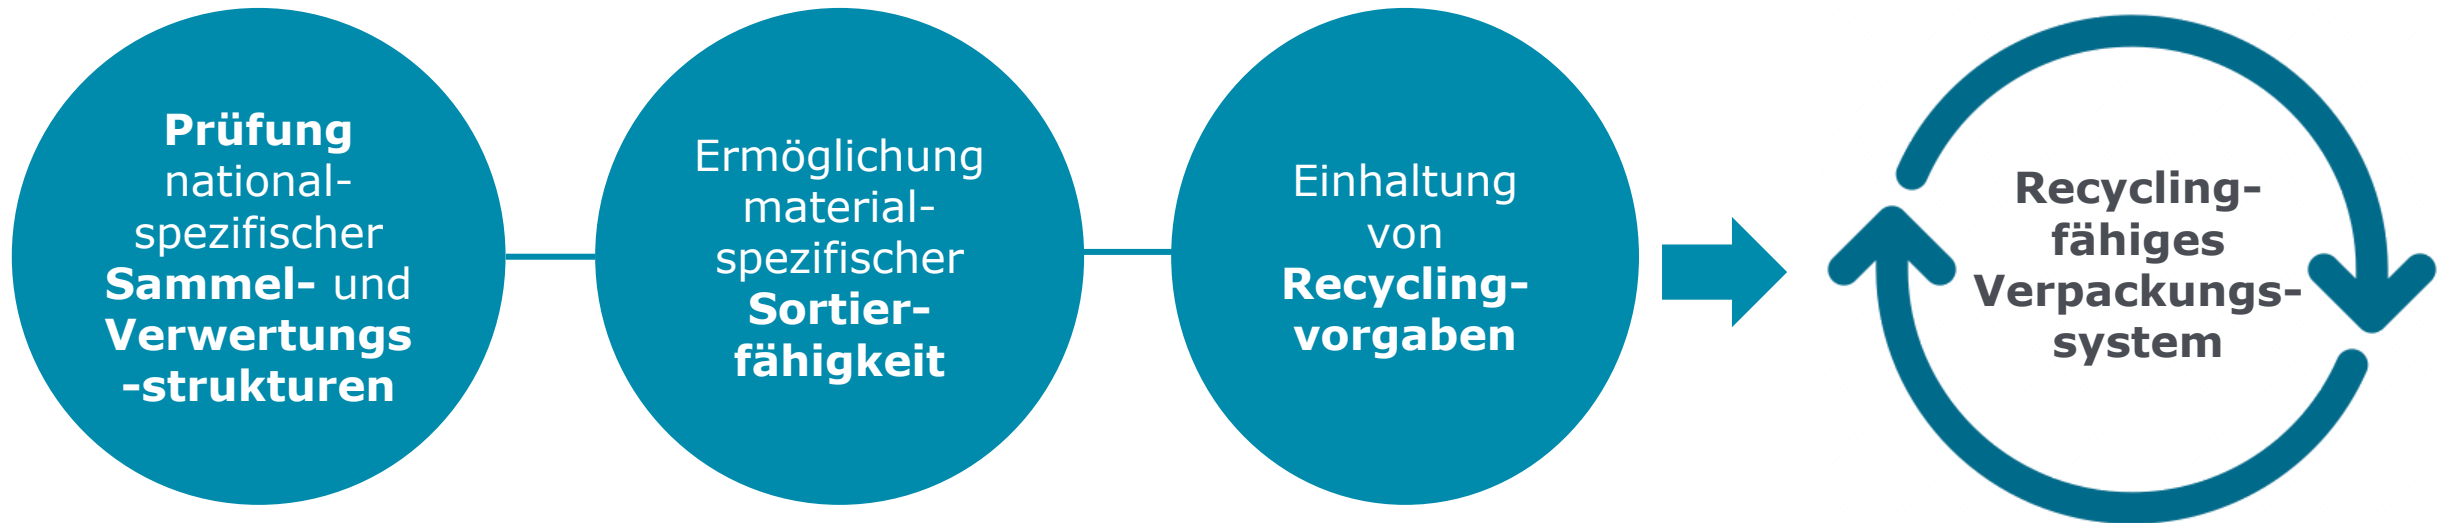 Prüfung
national-
spezifischer
Sammel- und
Verwertungs
-strukturen
Ermöglichung
material-
spezifischer
Sortier-
fähigkeit
Einhaltung
von
Recycling-
vorgaben
Recycling-
fähiges
Verpackungs-
system